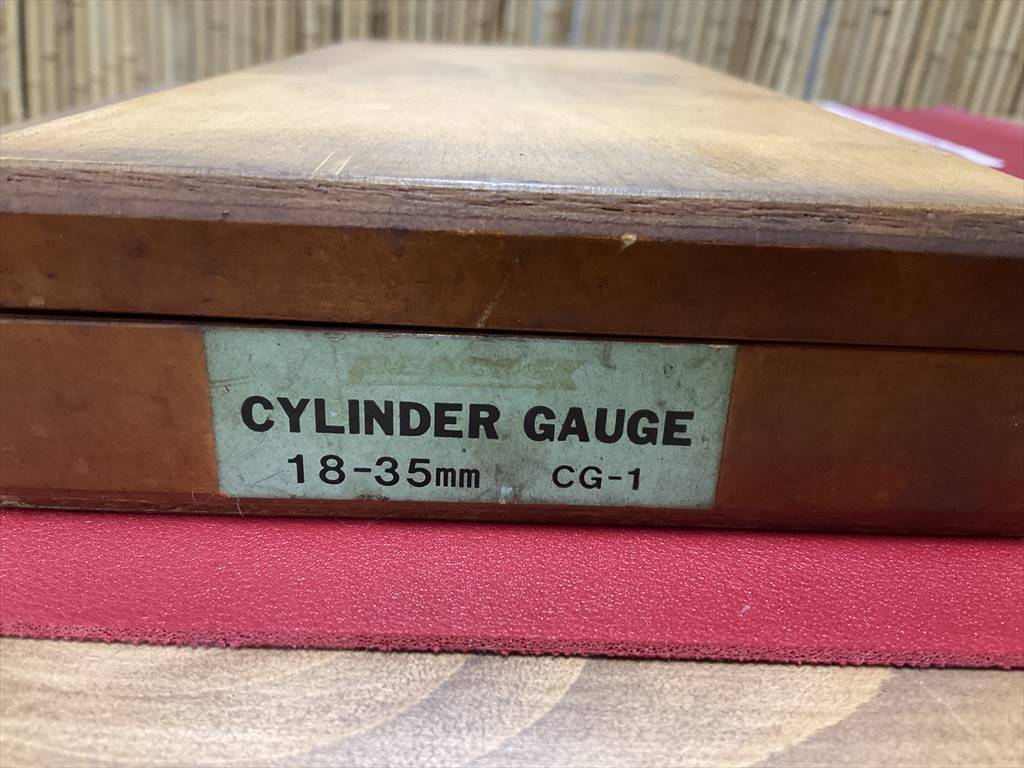 CYLINDER GAUGE
18-35mm CG-1